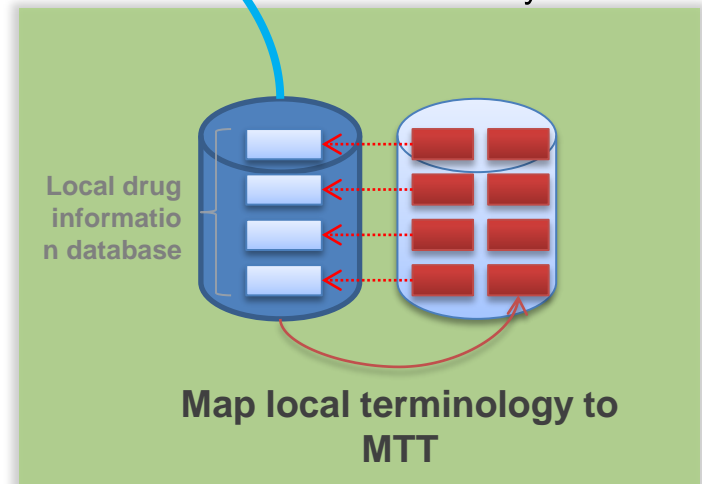 Local drug
informatio
n database
Map local terminology to
MTT